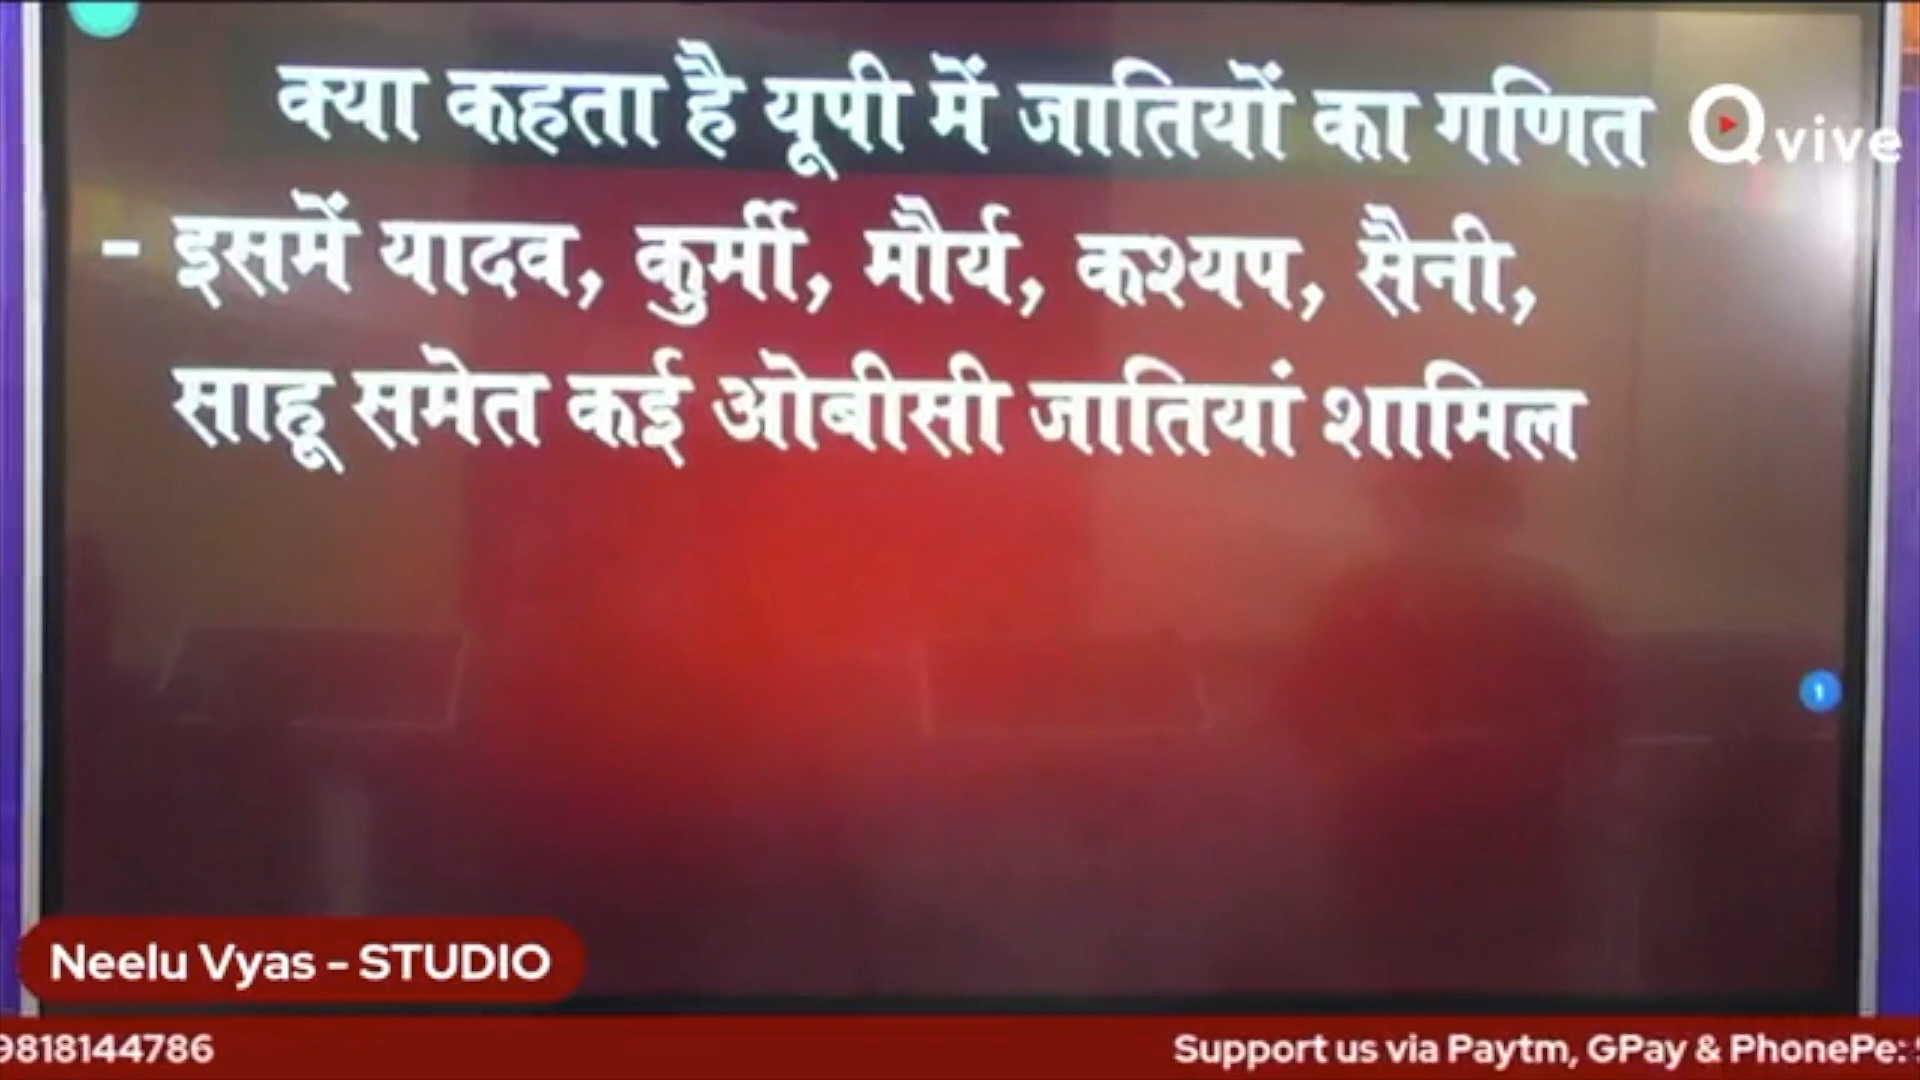 क्या कहता है यूपी में जातियों का गणित
Qvive
- इसमें यादव, कुर्मी, मौर्य, कश्यप, सैनी,
साहू समेत कई ओबीसी जातियां शामिल
1
Neelu Vyas - STUDIO
9818144786
Support us via Paytm, GPay & PhonePe: